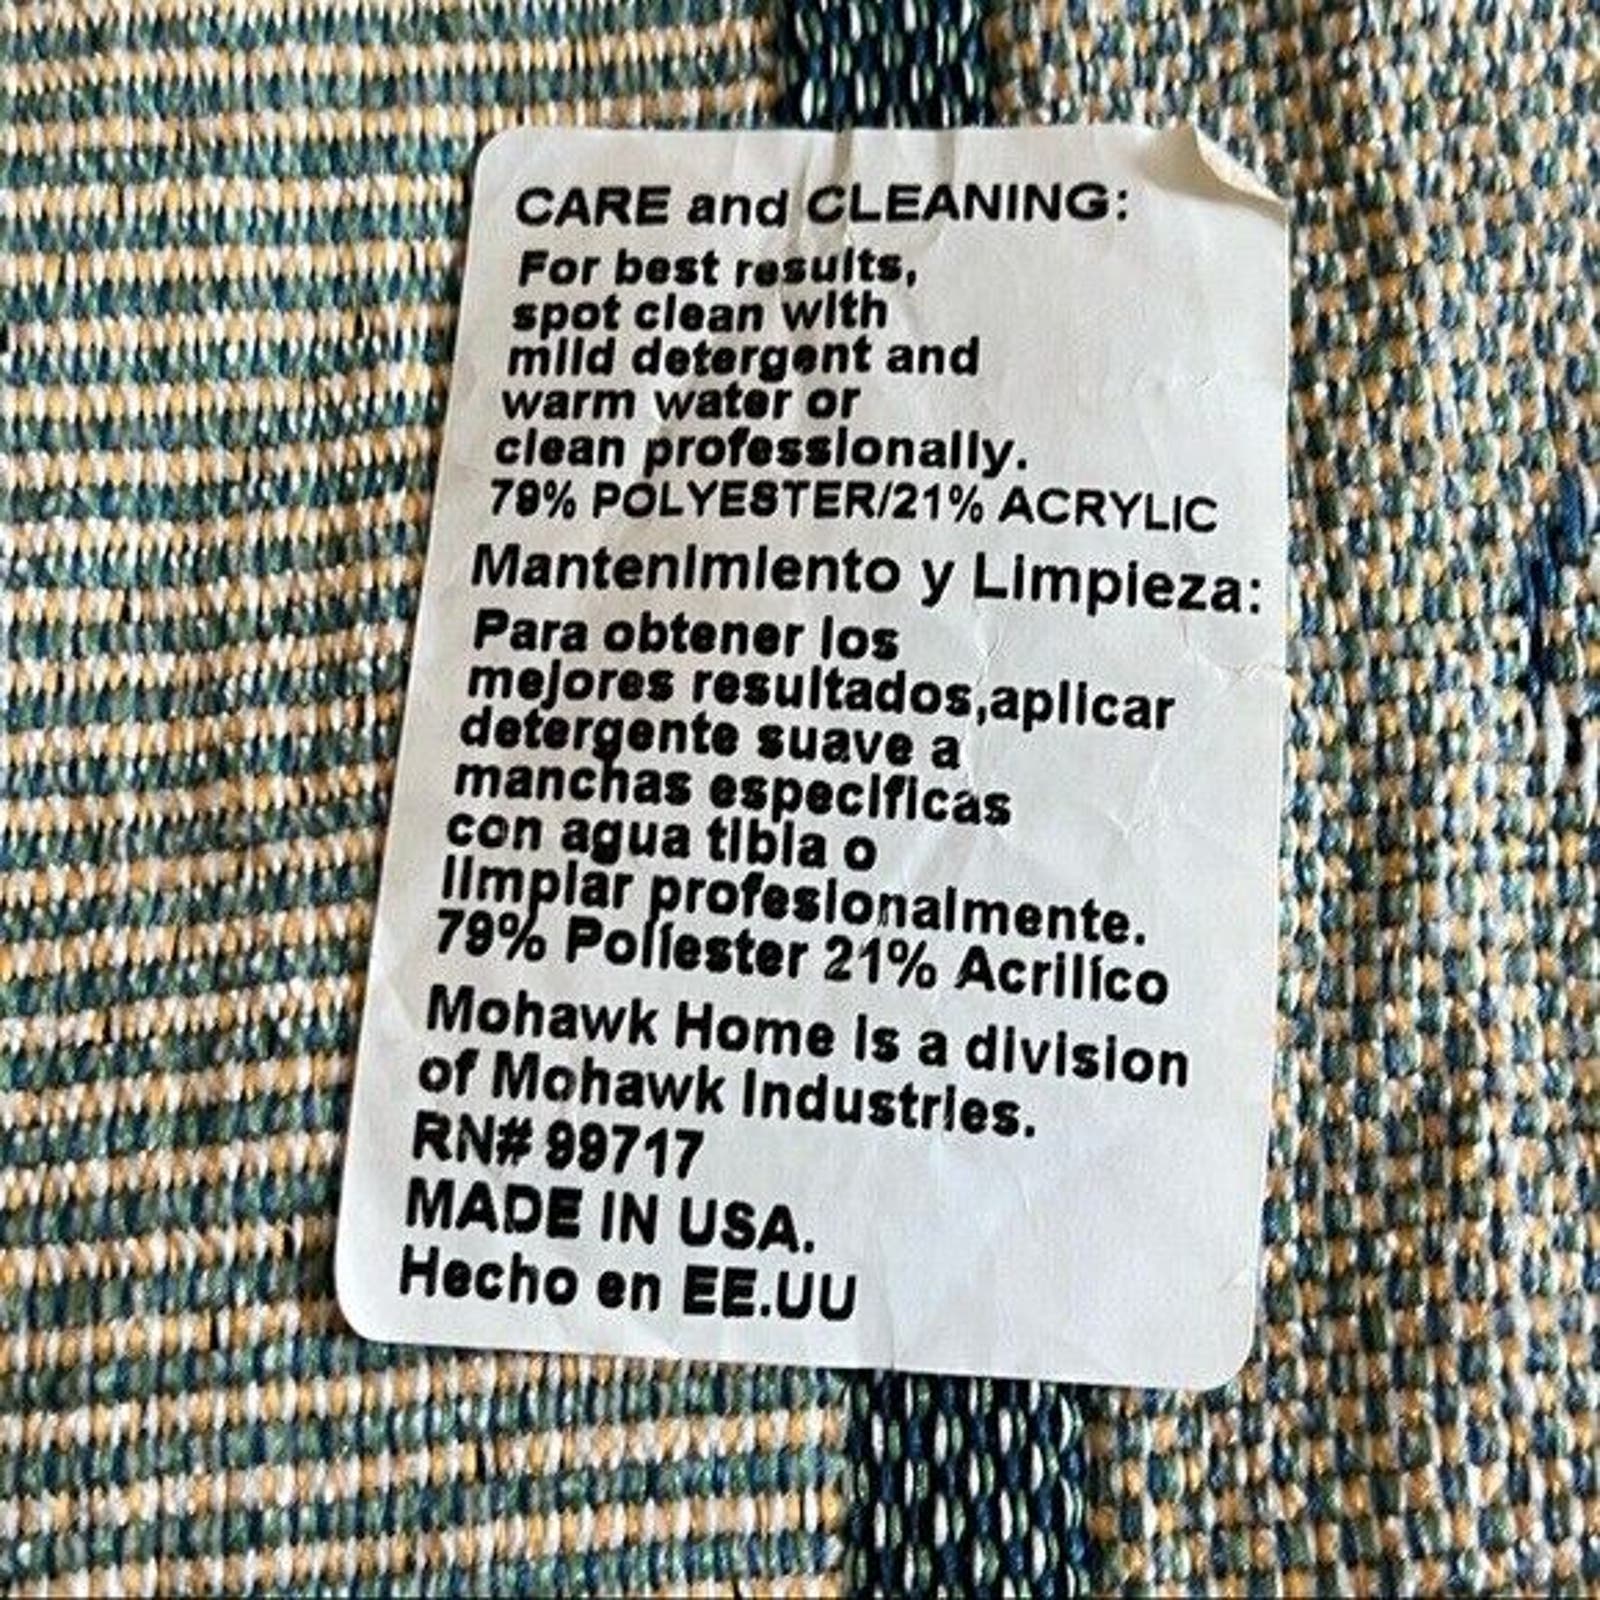 CARE and CLEANING:
For best results,
spot clean with
mild detergent and
warm water or
clean professionally.
79% POLYESTER/21% ACRYLIC
Mantenimiento y Limpieza:
Para obtener los
mejores resultados,aplicar
detergente suave a
manchas especificas
con agua tibia o
limpiar profesionalmente.
79% Políester 21% Acrilíco
Mohawk Home is a division
of Mohawk Industries.
RN# 99717
MADE IN USA.
Hecho en EE.UU